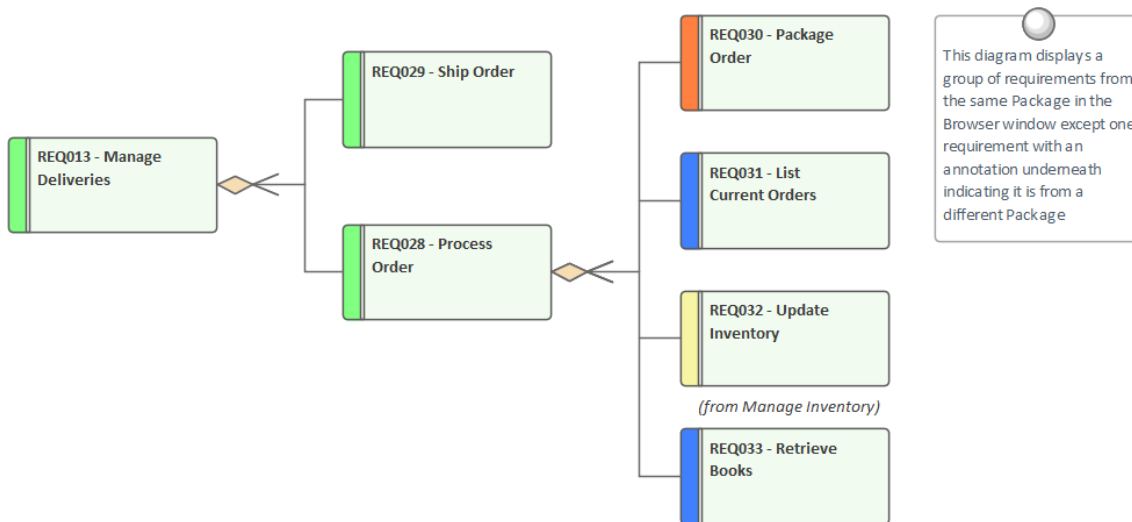 REQ013 - Manage
Deliveries
REQ029 - Ship Order
REQ028 - Process
Order
REQ030 - Package
Order
REQ031 - List
Current Orders
REQ032 - Update
Inventory
(from Manage Inventory)
REQ033 - Retrieve
Books
This diagram displays a
group of requirements from
the same Package in the
Browser window except one
requirement with an
annotation underneath
indicating it is from a
different Package